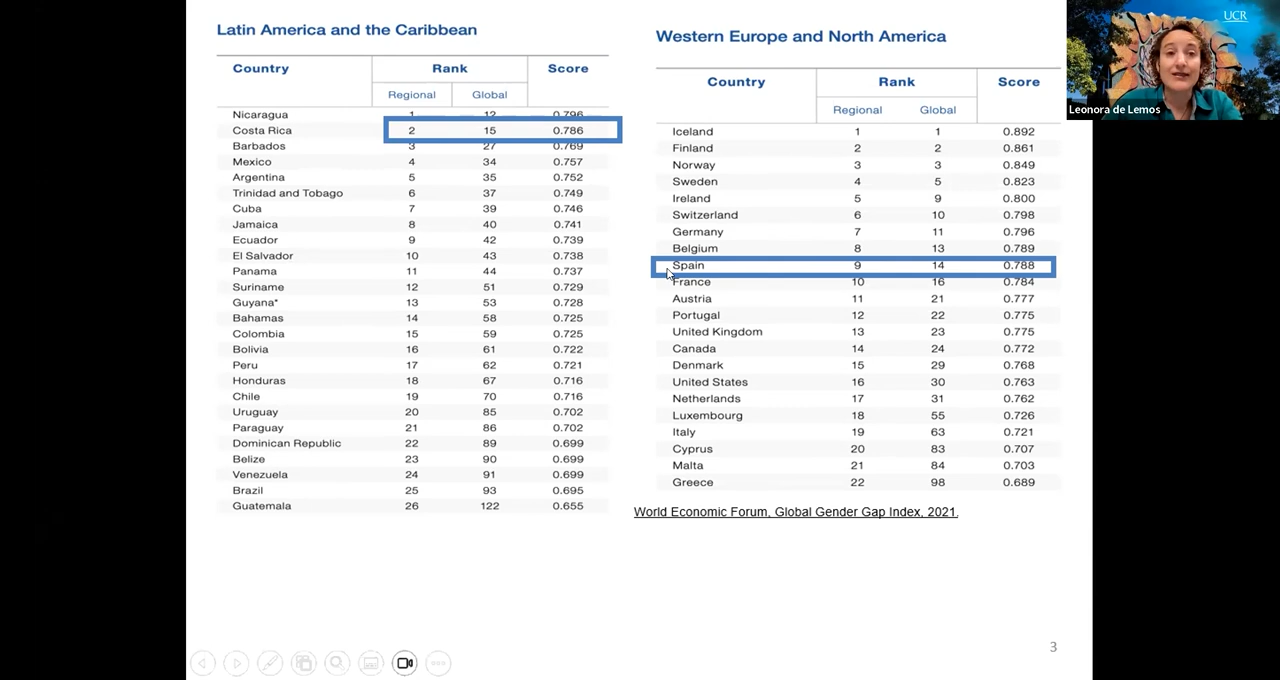 Latin America and the Caribbean
Country Rank Score
Regional Global
Nicaragua 1 12 0.796
Costa Rica 2 15 0.786
Barbados 3 27 0.769
Mexico 4 34 0.757
Argentina 5 35 0.752
Trinidad and Tobago 6 37 0.749
Cuba 7 39 0.746
Jamaica 8 40 0.741
Ecuador 9 42 0.739
El Salvador 10 43 0.738
Panama 11 44 0.737
Suriname 12 51 0.729
Guyana* 13 53 0.728
Bahamas 14 58 0.725
Colombia 15 59 0.725
Bolivia 16 61 0.722
Peru 17 62 0.721
Honduras 18 67 0.716
Chile 19 70 0.716
Uruguay 20 85 0.702
Paraguay 21 86 0.702
Dominican Republic 22 89 0.699
Belize 23 90 0.699
Venezuela 24 91 0.699
Brazil 25 93 0.695
Guatemala 26 122 0.655
Western Europe and North America
Country Rank Score
Regional Global
Iceland 1 1 0.892
Finland 2 2 0.861
Norway 3 3 0.849
Sweden 4 5 0.823
Ireland 5 9 0.800
Switzerland 6 10 0.798
Germany 7 11 0.796
Belgium 8 13 0.789
Spain 9 14 0.788
France 10 16 0.784
Austria 11 21 0.777
Portugal 12 22 0.775
United Kingdom 13 23 0.775
Canada 14 24 0.772
Denmark 15 29 0.768
United States 16 30 0.763
Netherlands 17 31 0.762
Luxembourg 18 55 0.726
Italy 19 63 0.721
Cyprus 20 83 0.707
Malta 21 84 0.703
Greece 22 98 0.689
World Economic Forum, Global Gender Gap Index, 2021.
UCR
Leonora de Lemos
3